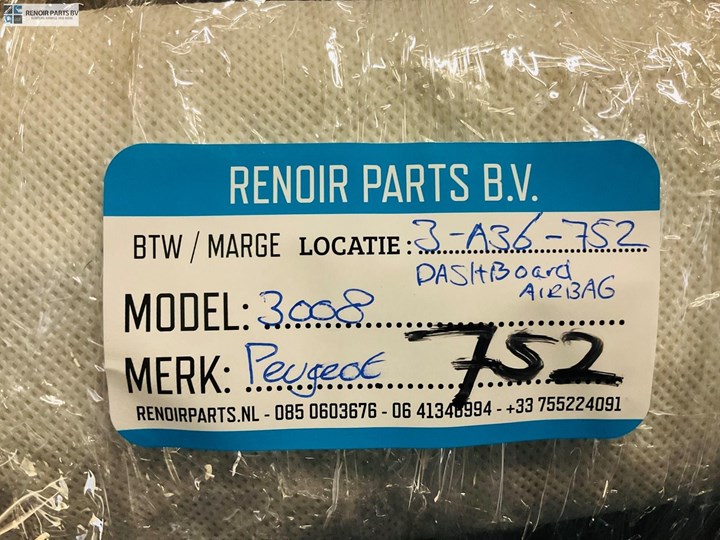 RENOIR PARTS BV
RENOIR PARTS B.V.
BTW / MARGE LOCATIE: 3-A36-752
DASHBoard
AIRBAG
MODEL: 3008
MERK: Peugeot 752
RENOIRPARTS.NL - 085 0603676 - 06 41348994 - +33 755224091